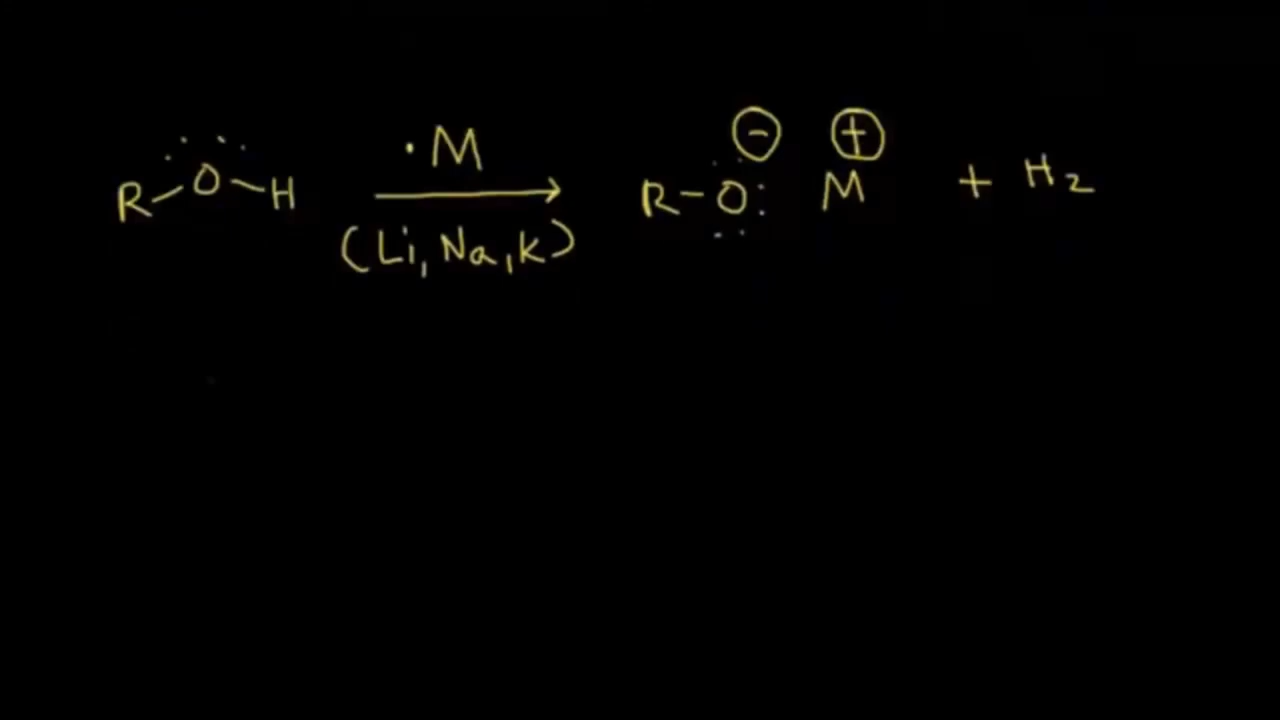 R-O-H ·M → R-O: ⊖ M ⊕ + H₂
(Li, Na, K)